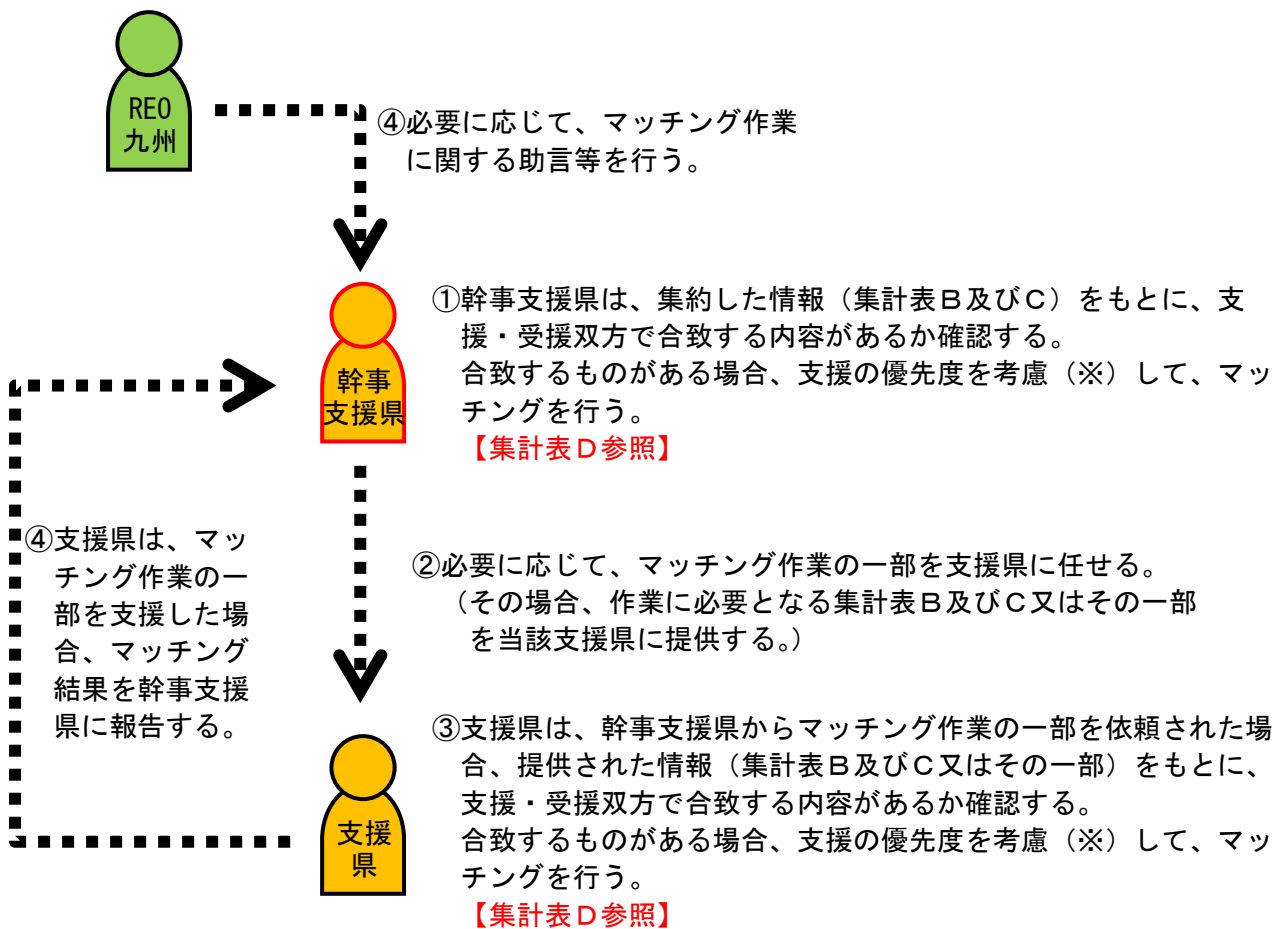 REO
九州
④必要に応じて、マッチング作業
に関する助言等を行う。
幹事
支援県
①幹事支援県は、集約した情報（集計表Ｂ及びＣ）をもとに、支
援・受援双方で合致する内容があるか確認する。
合致するものがある場合、支援の優先度を考慮（※）して、マッ
チングを行う。
【集計表Ｄ参照】
②必要に応じて、マッチング作業の一部を支援県に任せる。
（その場合、作業に必要となる集計表Ｂ及びＣ又はその一部
を当該支援県に提供する。）
④支援県は、マッ
チング作業の一
部を支援した場
合、マッチング
結果を幹事支援
県に報告する。
支援
県
③支援県は、幹事支援県からマッチング作業の一部を依頼された場
合、提供された情報（集計表Ｂ及びＣ又はその一部）をもとに、
支援・受援双方で合致する内容があるか確認する。
合致するものがある場合、支援の優先度を考慮（※）して、マッ
チングを行う。
【集計表Ｄ参照】